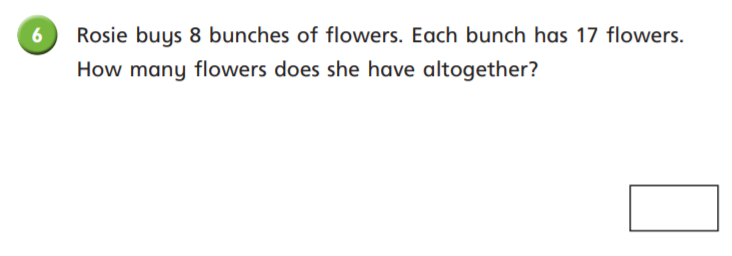 6 Rosie buys 8 bunches of flowers. Each bunch has 17 flowers.
How many flowers does she have altogether?